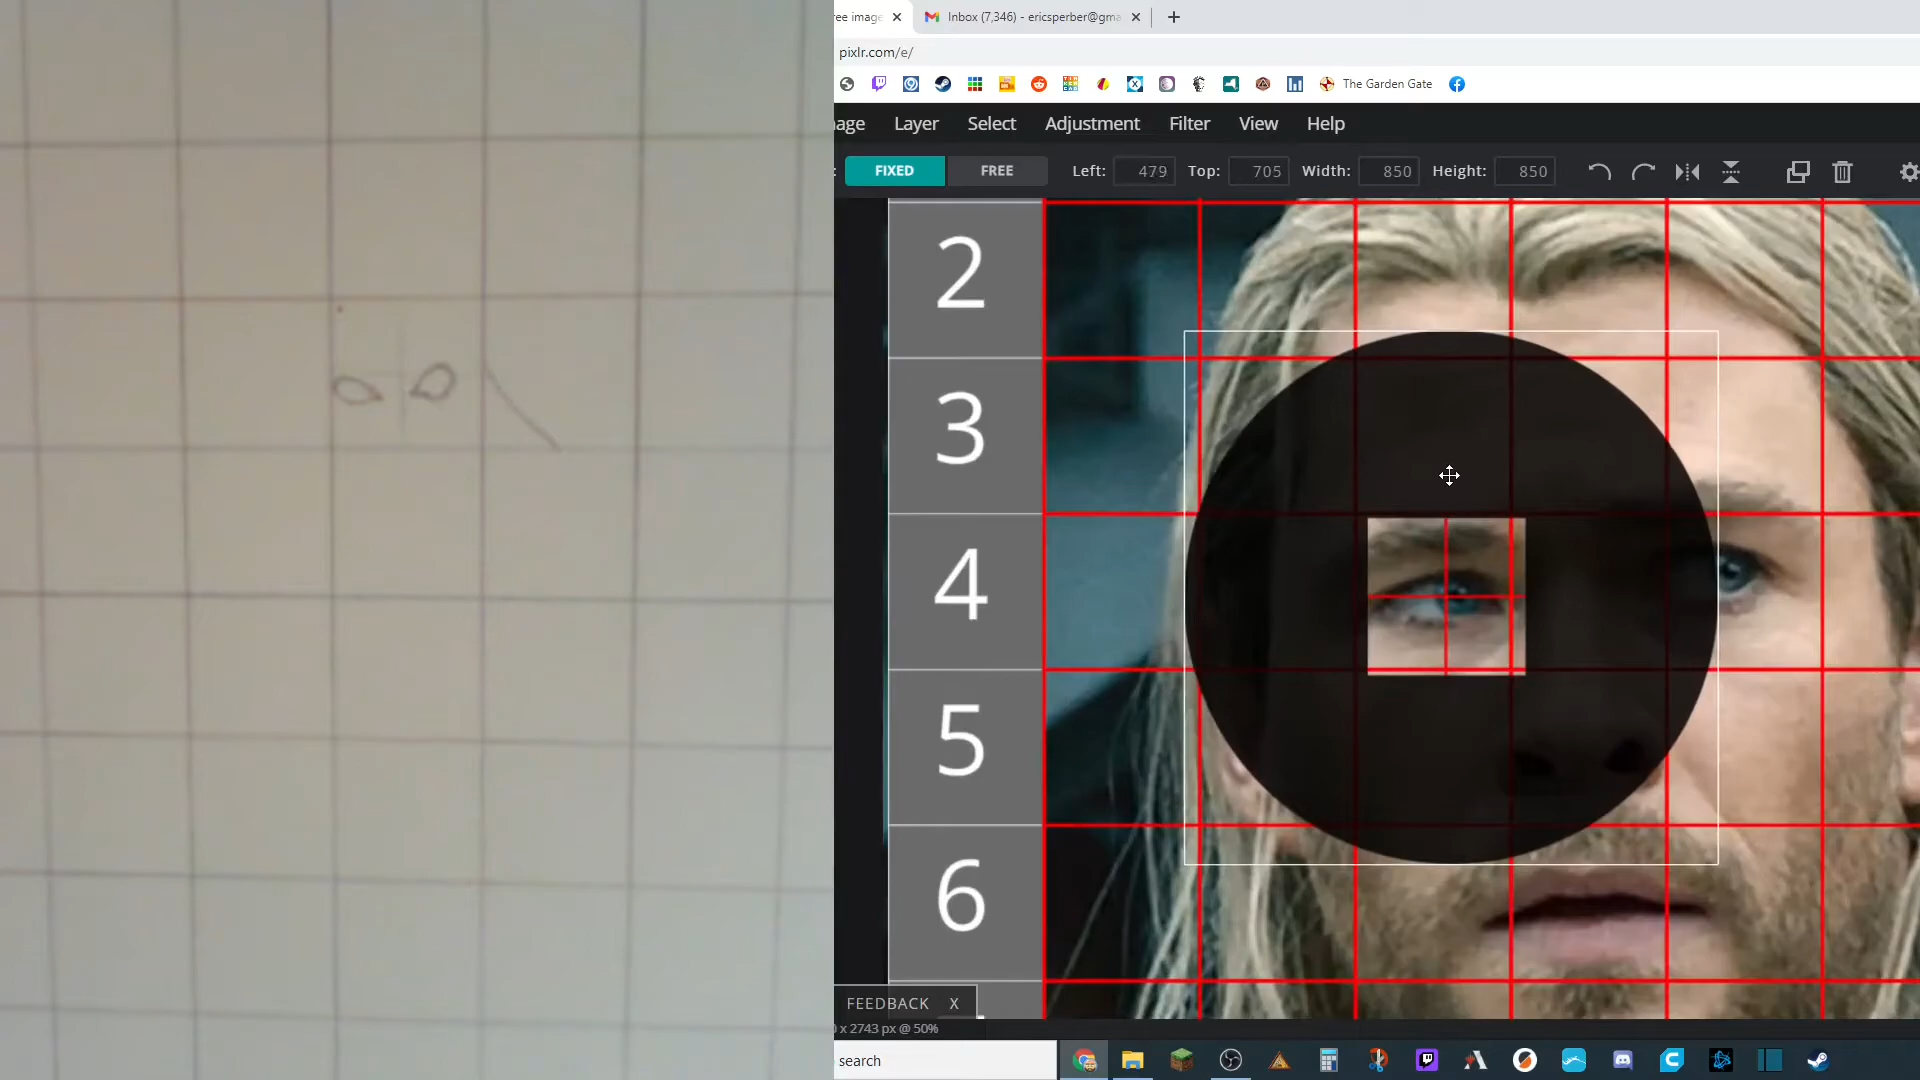 ree image
Inbox (7,346) - ericsperber@gma
pixlr.com/e/
The Garden Gate
age Layer Select Adjustment Filter View Help
: FIXED FREE Left: 479 Top: 705 Width: 850 Height: 850
2
3
4
5
6
FEEDBACK X
x 2743 px @ 50%
search